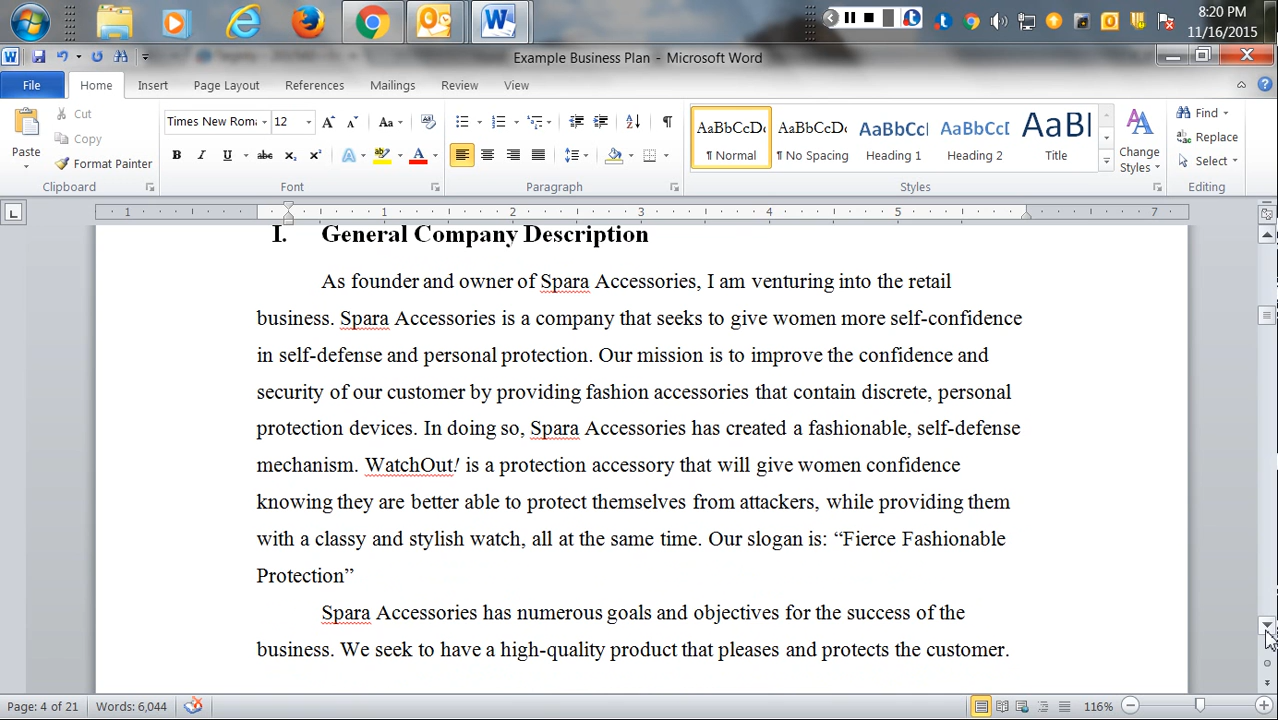 8:20 PM
11/16/2015
Example Business Plan - Microsoft Word
File Home Insert Page Layout References Mailings Review View
Paste
Cut
Copy
Format Painter
Times New Roma 12
AaBbCcDc AaBbCcDc AaBbCcI AaBbCcI AaBbI
¶ Normal ¶ No Spacing Heading 1 Heading 2 Title
Change
Styles
Find
Replace
Select
Clipboard Font Paragraph Styles Editing
1 1 2 3 4 5 7
I. General Company Description
As founder and owner of Spara Accessories, I am venturing into the retail
business. Spara Accessories is a company that seeks to give women more self-confidence
in self-defense and personal protection. Our mission is to improve the confidence and
security of our customer by providing fashion accessories that contain discrete, personal
protection devices. In doing so, Spara Accessories has created a fashionable, self-defense
mechanism. WatchOut! is a protection accessory that will give women confidence
knowing they are better able to protect themselves from attackers, while providing them
with a classy and stylish watch, all at the same time. Our slogan is: “Fierce Fashionable
Protection”
Spara Accessories has numerous goals and objectives for the success of the
business. We seek to have a high-quality product that pleases and protects the customer.
Page: 4 of 21 Words: 6,044 116%